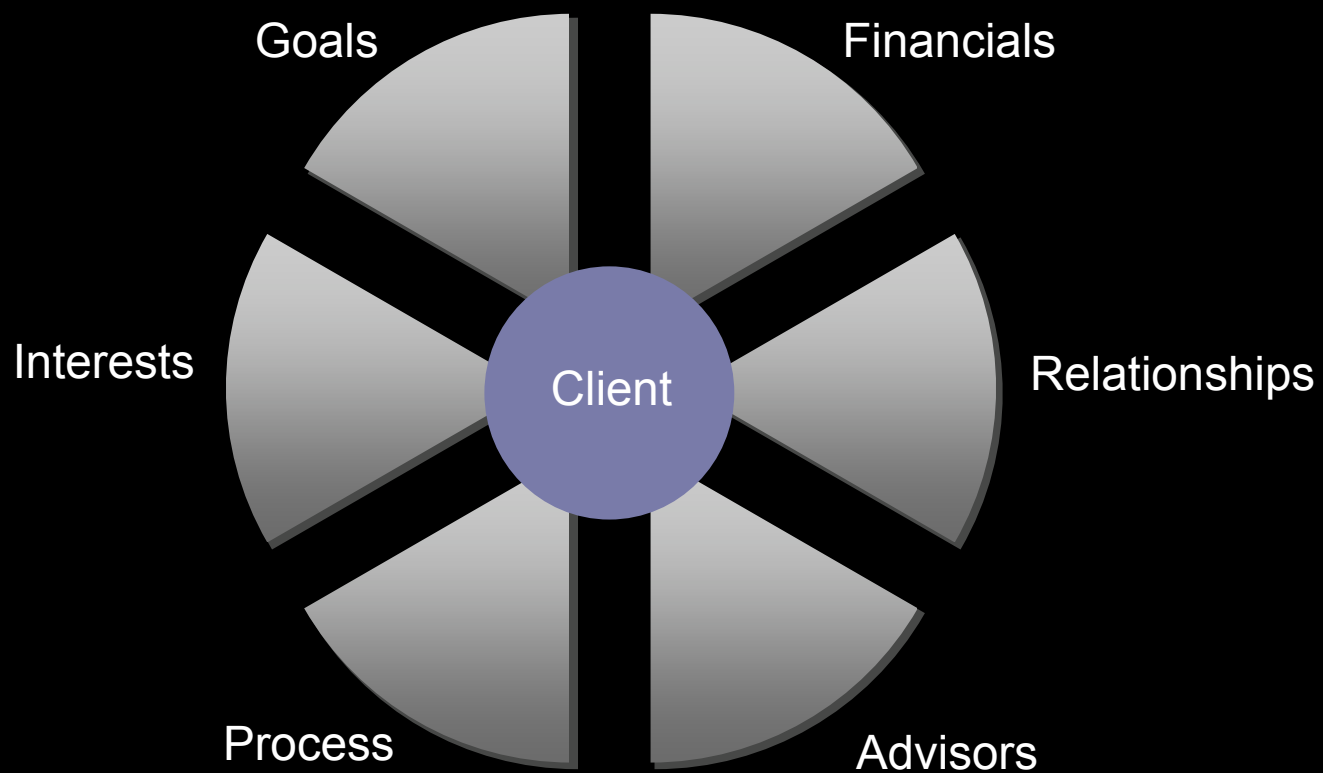 Goals
Financials
Interests
Client
Relationships
Process
Advisors